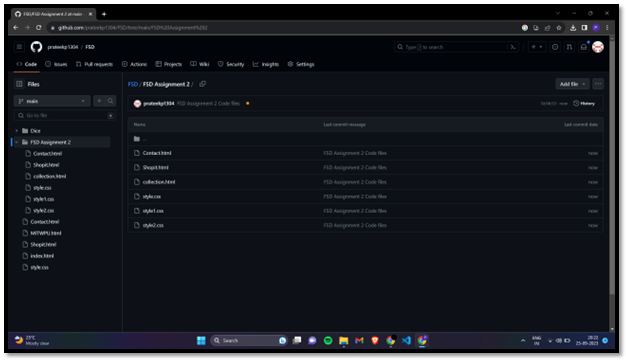 FSD/FSD Assignment 2 at main
github.com/prateekp1304/FSD/tree/main/FSD%20Assignment%202
prateekp1304 / FSD
Type / to search
Code Issues Pull requests Actions Projects Wiki Security Insights Settings
Files
FSD / FSD Assignment 2 /
Add file
main
prateekp1304 FSD Assignment 2 Code files
now
History
Go to file
Name Last commit message Last commit date
Dice
FSD Assignment 2
..
Contact.html
Contact.html FSD Assignment 2 Code files now
Shopit.html
Shopit.html FSD Assignment 2 Code files now
collection.html
collection.html FSD Assignment 2 Code files now
style.css
style.css FSD Assignment 2 Code files now
style1.css
style1.css FSD Assignment 2 Code files now
style2.css
style2.css FSD Assignment 2 Code files now
Contact.html
MITWPU.html
Shopit.html
index.html
style.css
Mostly clear
Search
ENG
IN
20:22
25-09-2023